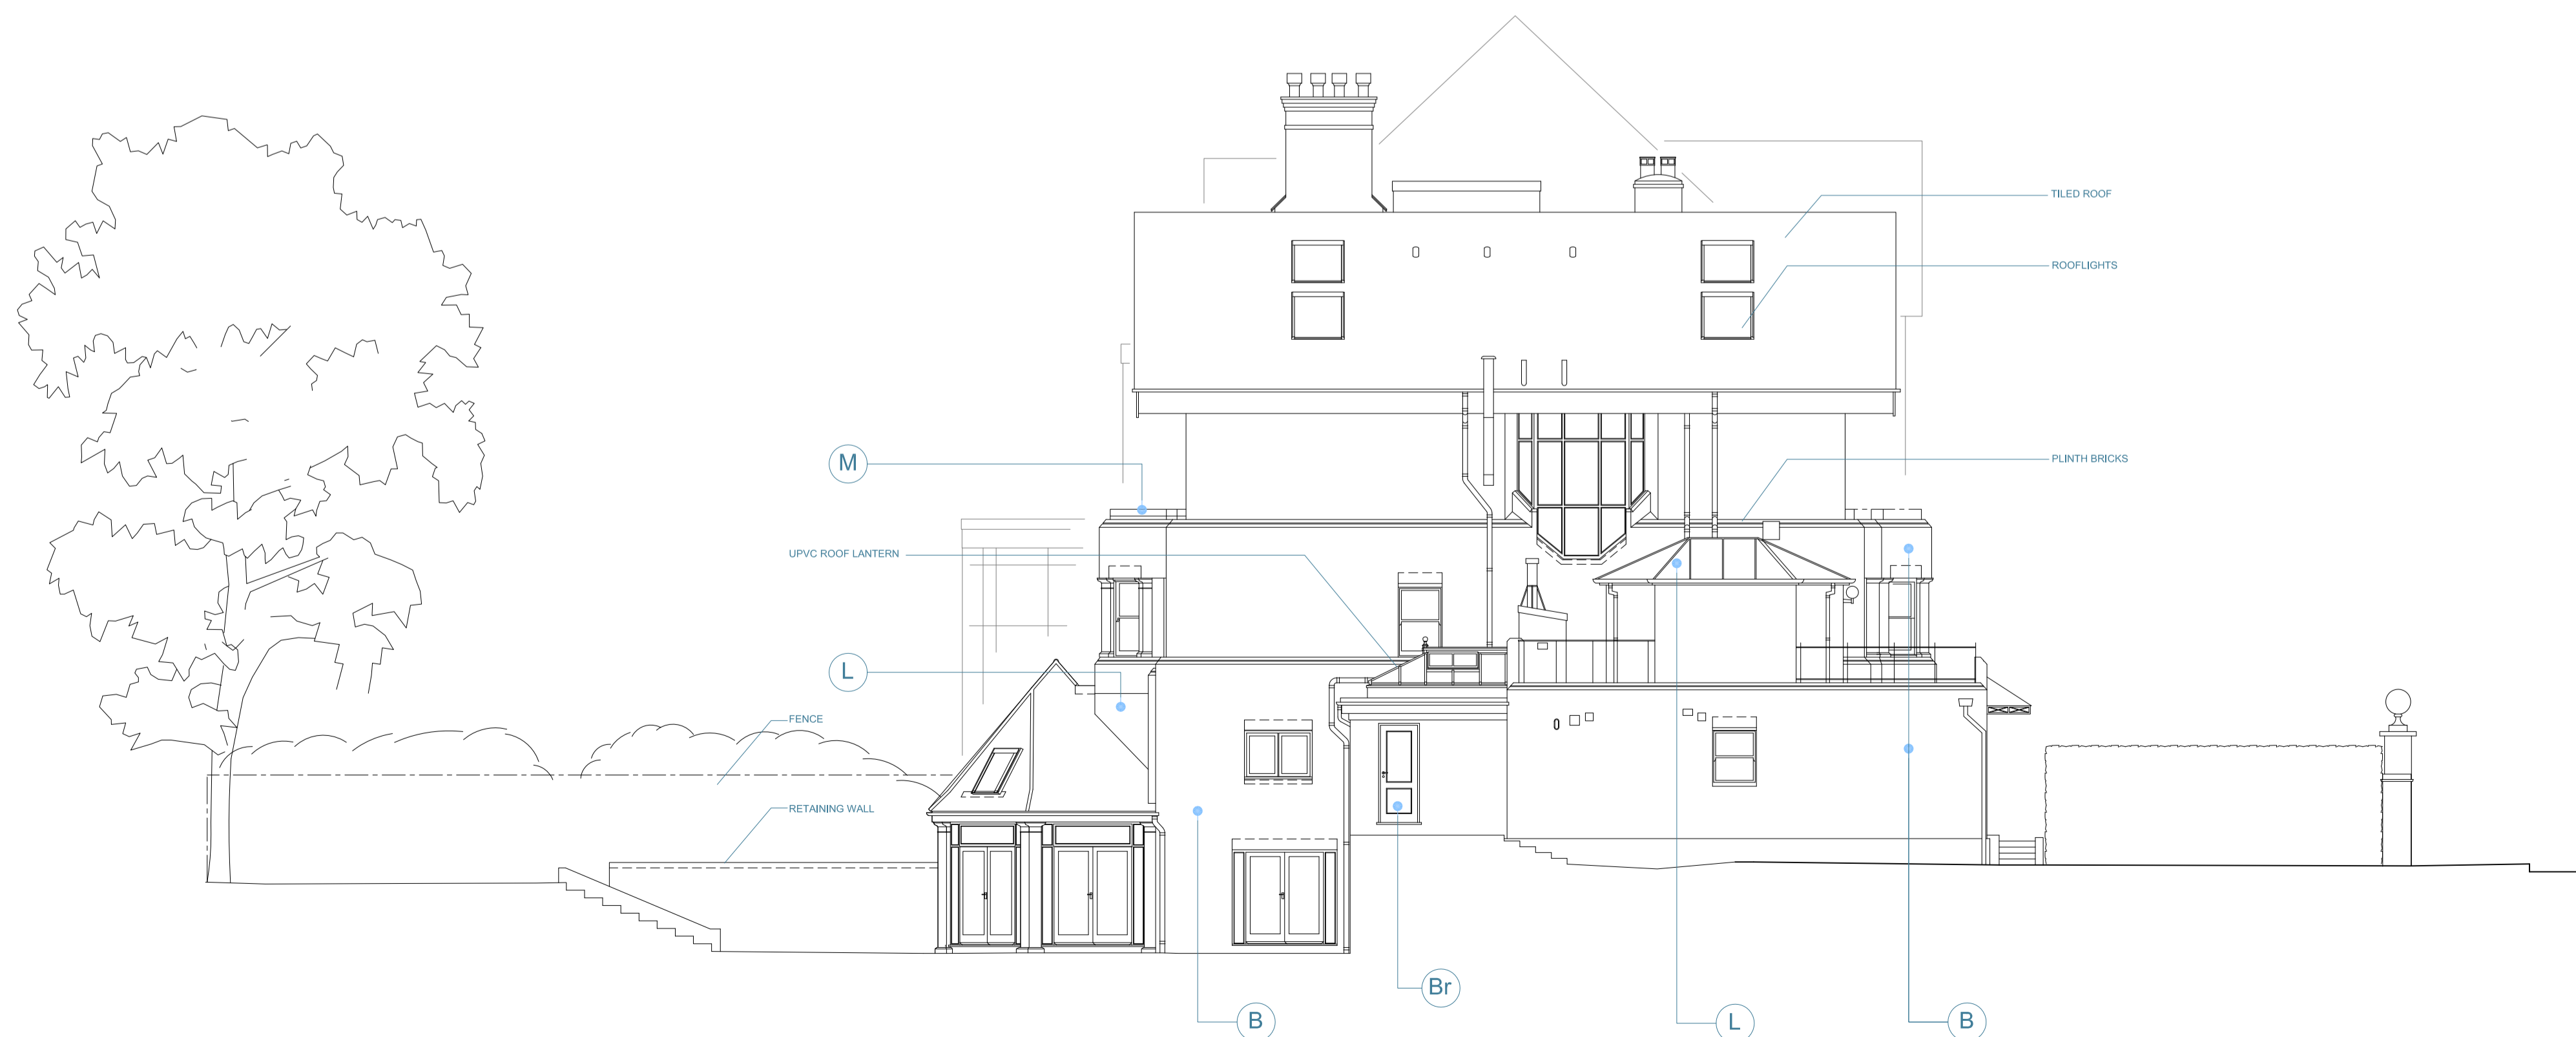 TILED ROOF
ROOFLIGHTS
M
PLINTH BRICKS
UPVC ROOF LANTERN
L
FENCE
RETAINING WALL
Br
B
L
B